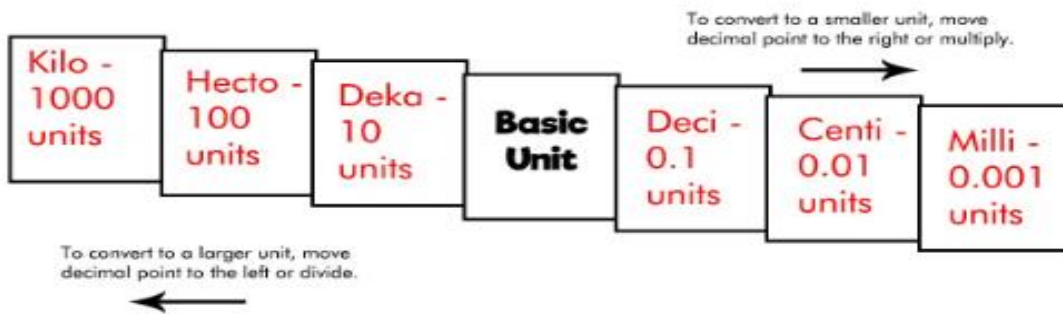 To convert to a smaller unit, move
decimal point to the right or multiply.
Kilo -
1000
units
Hecto -
100
units
Deka -
10
units
Basic
Unit
Deci -
0.1
units
Centi -
0.01
units
Milli -
0.001
units
To convert to a larger unit, move
decimal point to the left or divide.